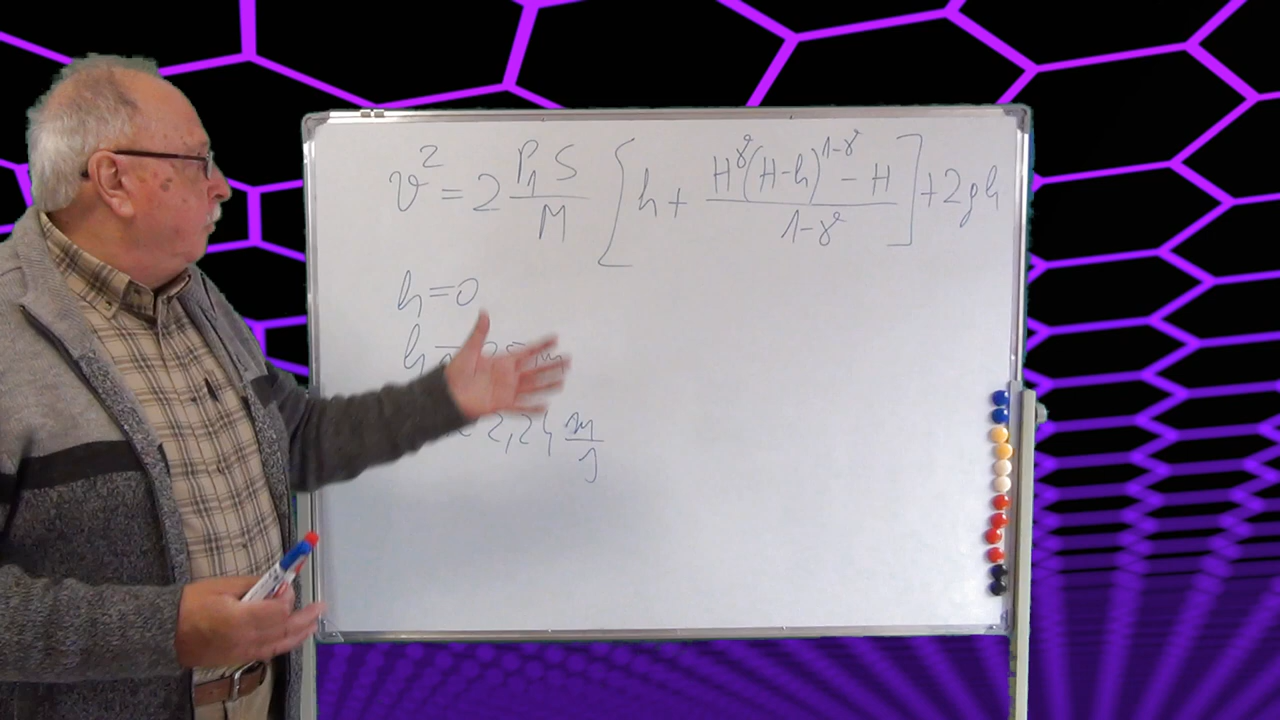 v² = 2 P₁S/M [h + (H^γ(H-h)^(1-γ) - H)/(1-γ)] + 2gh
h=0
h
2,24 m/s